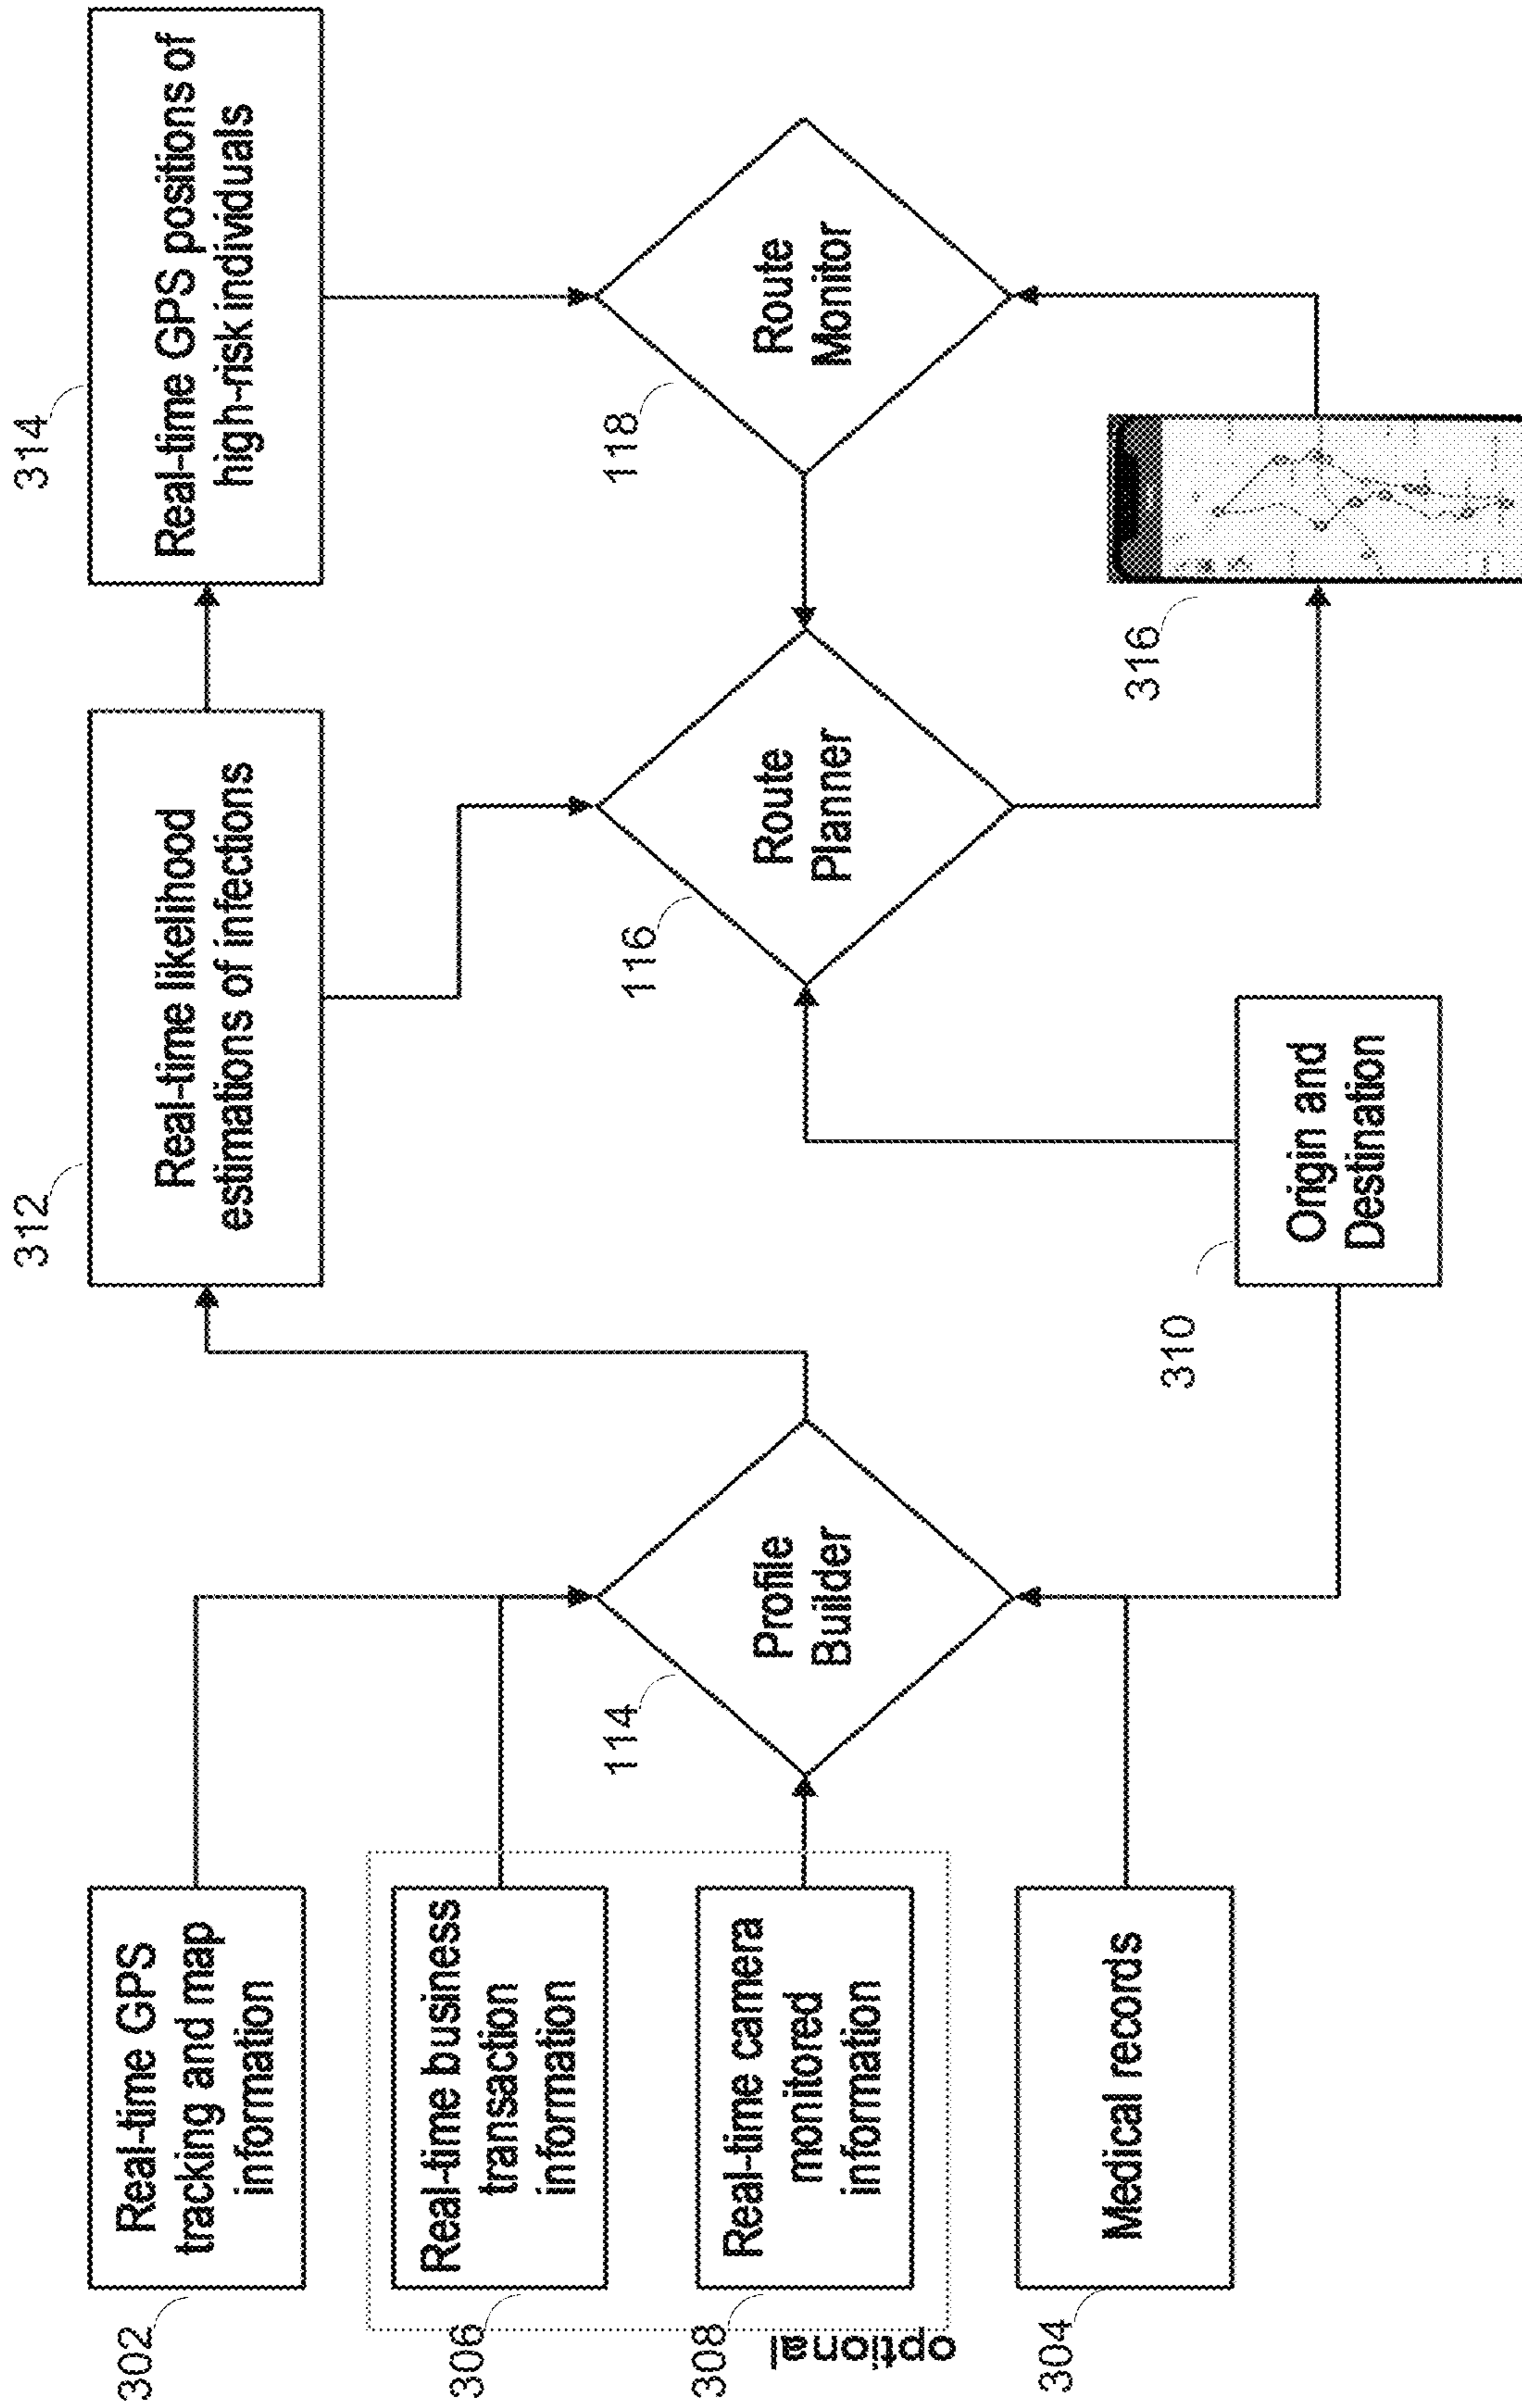 302
Real-time GPS
tracking and map
information
306
Real-time business
transaction
information
308
Real-time camera
monitored
information
optional
304
Medical records
114
Profile
Builder
312
Real-time likelihood
estimations of infections
310
Origin and
Destination
116
Route
Planner
314
Real-time GPS positions of
high-risk individuals
118
Route
Monitor
316